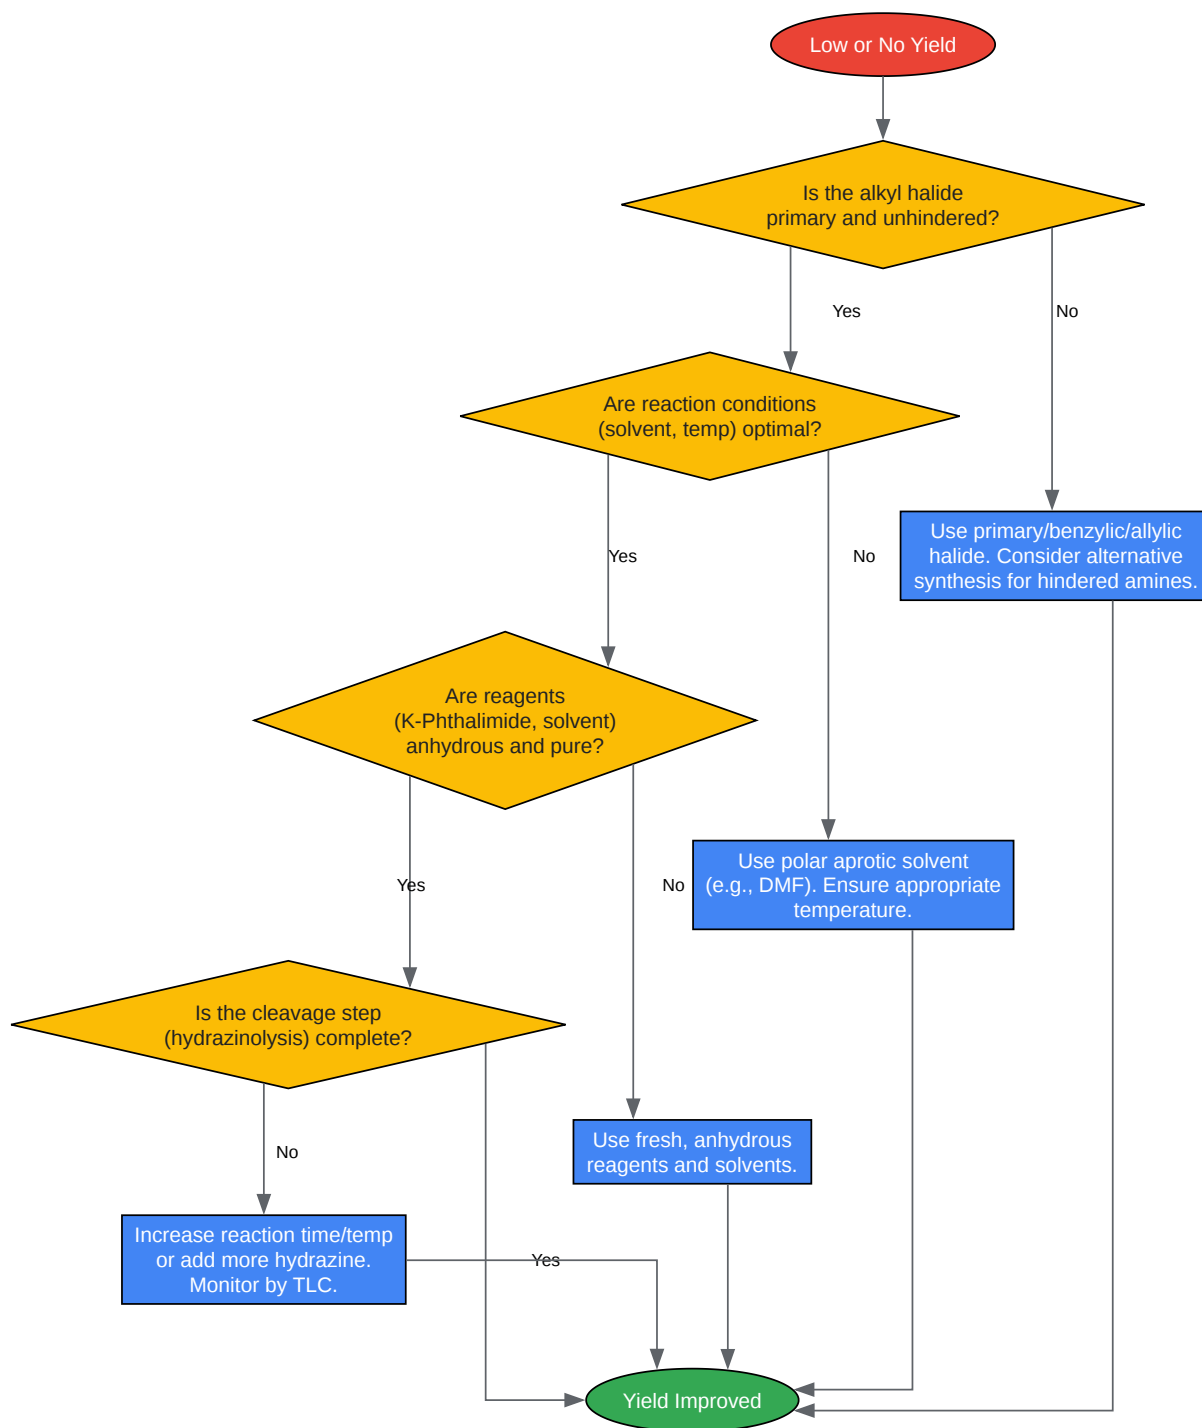 Low or No Yield
Is the alkyl halide
primary and unhindered?
Yes
No
Are reaction conditions
(solvent, temp) optimal?
Use primary/benzylic/allylic
halide. Consider alternative
synthesis for hindered amines.
Yes
No
Are reagents
(K-Phthalimide, solvent)
anhydrous and pure?
Use polar aprotic solvent
(e.g., DMF). Ensure appropriate
temperature.
Yes
No
Is the cleavage step
(hydrazinolysis) complete?
Use fresh, anhydrous
reagents and solvents.
No
Increase reaction time/temp
or add more hydrazine.
Monitor by TLC.
Yes
Yield Improved